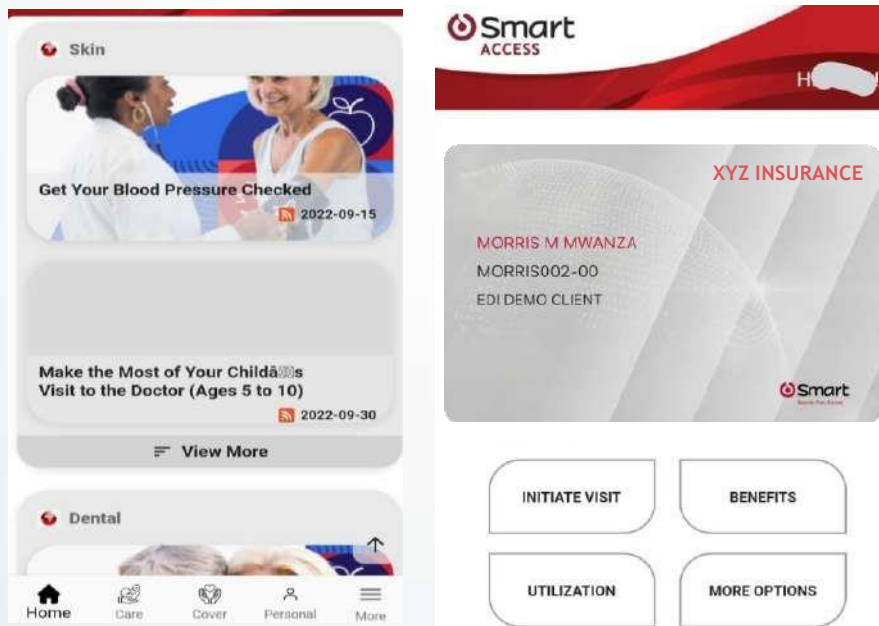 Skin
Get Your Blood Pressure Checked
2022-09-15
Make the Most of Your Childâ s
Visit to the Doctor (Ages 5 to 10)
2022-09-30
View More
Dental
Home
Care
Cover
Personal
More
Smart
ACCESS
H
XYZ INSURANCE
MORRIS M MWANZA
MORRIS002-00
EDI DEMO CLIENT
Smart
INITIATE VISIT
BENEFITS
UTILIZATION
MORE OPTIONS